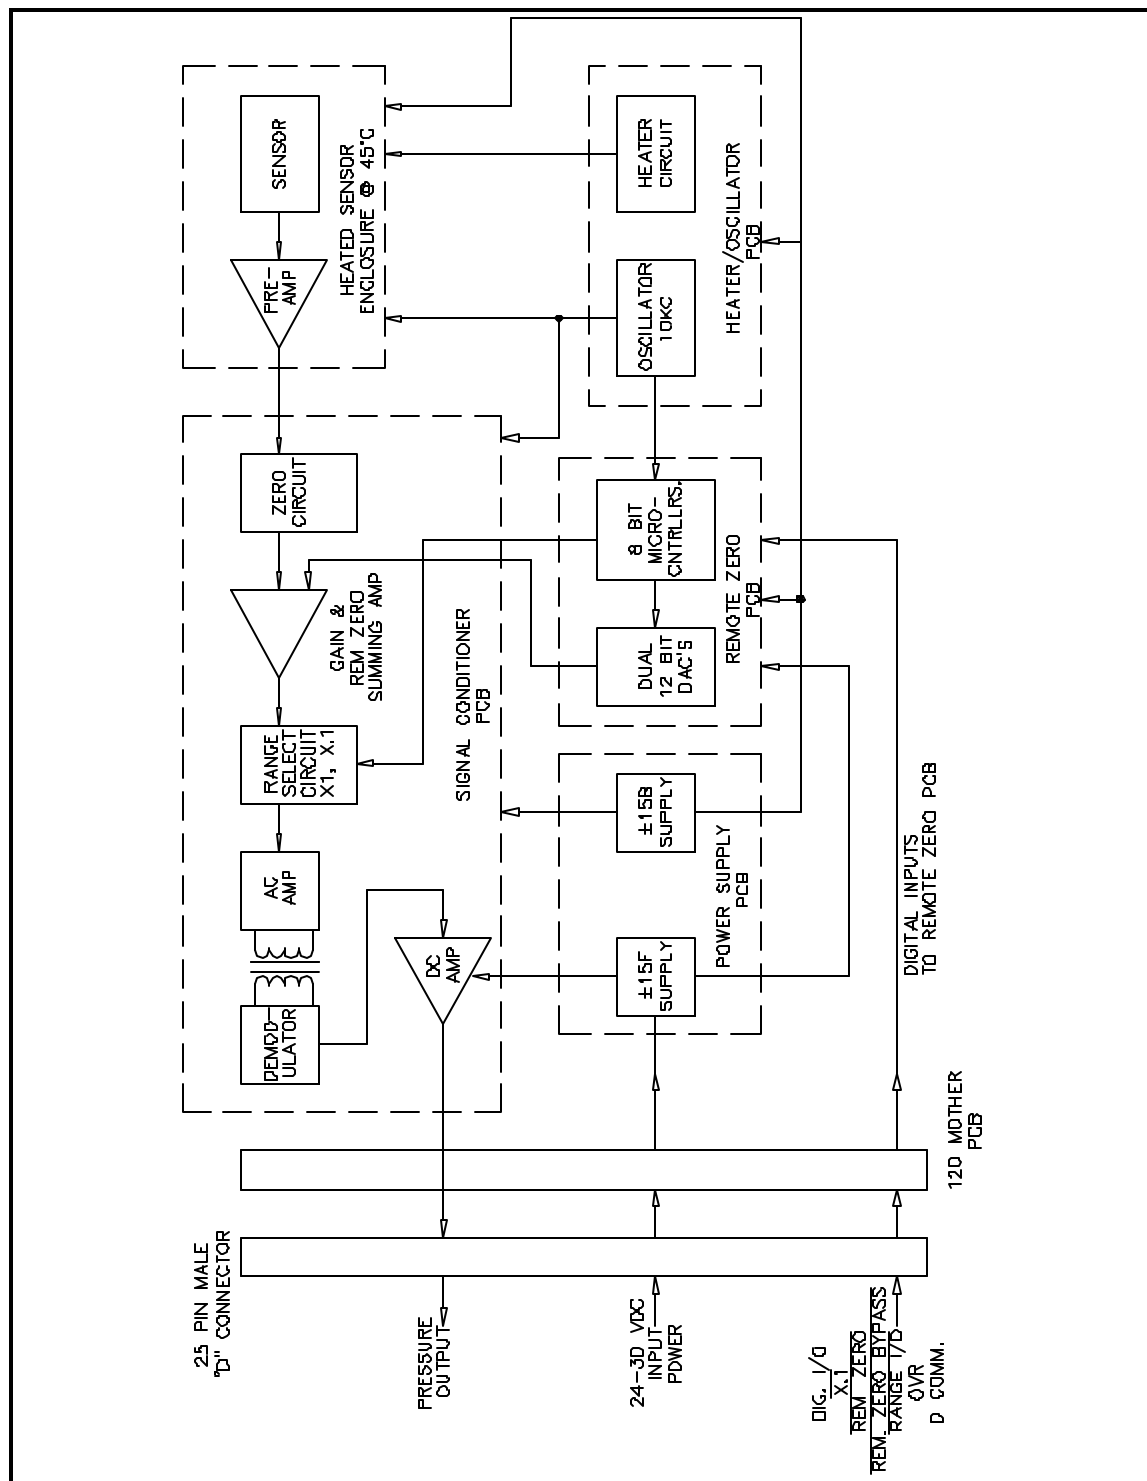 SENSOR
PRE-
AMP
HEATED SENSOR
ENCLOSURE @ 45°C
HEATER
CIRCUIT
OSCILLATOR
10KC
HEATER/OSCILLATOR
PCB
ZERO
CIRCUIT
GAIN &
REM ZERO
SUMMING AMP
RANGE
SELECT
CIRCUIT
X1, X.1
AC
AMP
DEMOD-
ULATOR
DC
AMP
SIGNAL CONDITIONER
PCB
8 BIT
MICRO-
CNTRLLRS.
DUAL
12 BIT
DAC'S
REMOTE ZERO
PCB
±15B
SUPPLY
±15F
SUPPLY
POWER SUPPLY
PCB
DIGITAL INPUTS
TO REMOTE ZERO PCB
120 MOTHER
PCB
25 PIN MALE
"D" CONNECTOR
PRESSURE
OUTPUT
24-30 VDC
INPUT
POWER
DIG. I/O
X.1
REM ZERO
REM. ZERO BYPASS
RANGE I/D
OVR
D COMM.